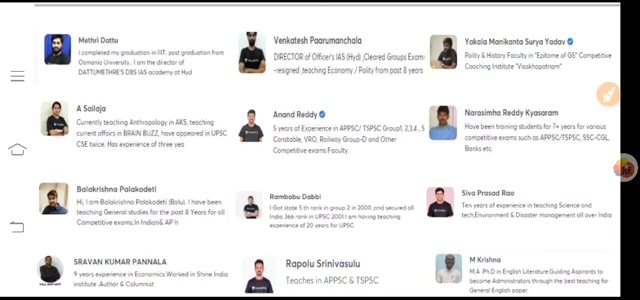 Methri Dattu
I completed my graduation in IIIT. post graduation from
Osmania University. I am the director of
DATTUMETHRE'S DBS IAS academy at Hyd
Venkatesh Paarumanchala
DIRECTOR of Officer's IAS (Hyd) ,Cleared Groups Exam
-resigned ,teaching Economy / Polity from past 8 years
Yakala Manikanta Surya Yadav
Polity & History Faculty in "Epitome of GS" Competitive
Coaching Institute "Visakhapatnam"
A Sailaja
Currently teaching Anthropology in AKS, teaching
current affairs in BRAIN BUZZ, have appeared in UPSC
CSE twice. Has experience of three yea
Anand Reddy
5 years of Experience in APPSC/ TSPSC Group1, 2,3,4 , S
Constable, VRO, Railway Group-D and Other
Competitive exams Faculty.
Narasimha Reddy Kyasaram
Have been training students for 7+ years for various
competitive exams such as APPSC/TSPSC, SSC-CGL,
Banks etc.
Balakrishna Palakodeti
Hi, I am Balakrishna Palakodeti (Balu). I have been
teaching General studies for the past 8 Years for all
Competitive Exams.In Indian& AP h
Rambabu Dabbi
I Got state 5 th rank in group 2 in 2000 ,and secured all
India 366 rank in UPSC 2001.I am having teaching
experience of 20 years for UPSC
Siva Prasad Rao
Ten years of experience in teaching Science and
tech,Environment & Disaster management all over India
SRAVAN KUMAR PANNALA
9 years experience in Economics.Worked in Shine India
institute Author & Columnist
Rapolu Srinivasulu
Teaches in APPSC & TSPSC
M Krishna
M.A .Ph.D in English Literature:Guiding Aspirants to
become Administrators through the best teaching for
General English paper.